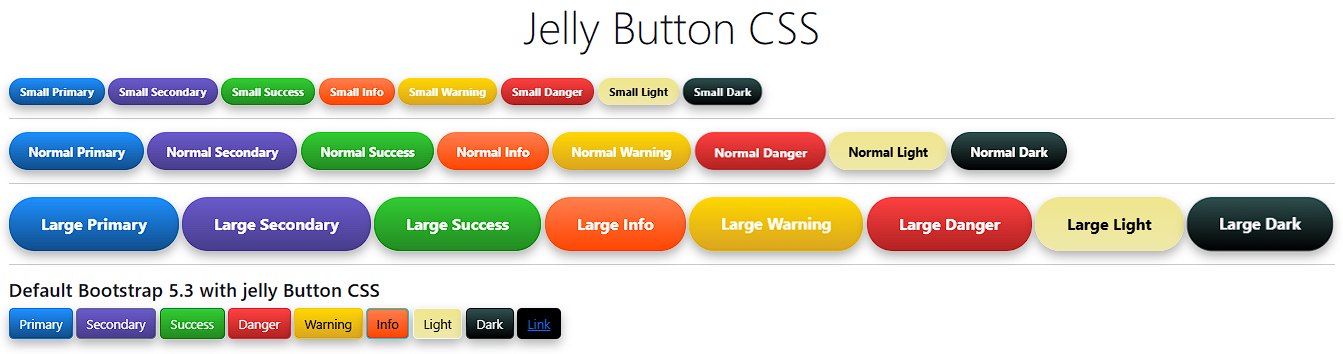 Jelly Button CSS
Small Primary Small Secondary Small Success Small Info Small Warning Small Danger Small Light Small Dark
Normal Primary Normal Secondary Normal Success Normal Info Normal Warning Normal Danger Normal Light Normal Dark
Large Primary Large Secondary Large Success Large Info Large Warning Large Danger Large Light Large Dark
Default Bootstrap 5.3 with jelly Button CSS
Primary Secondary Success Danger Warning Info Light Dark Link